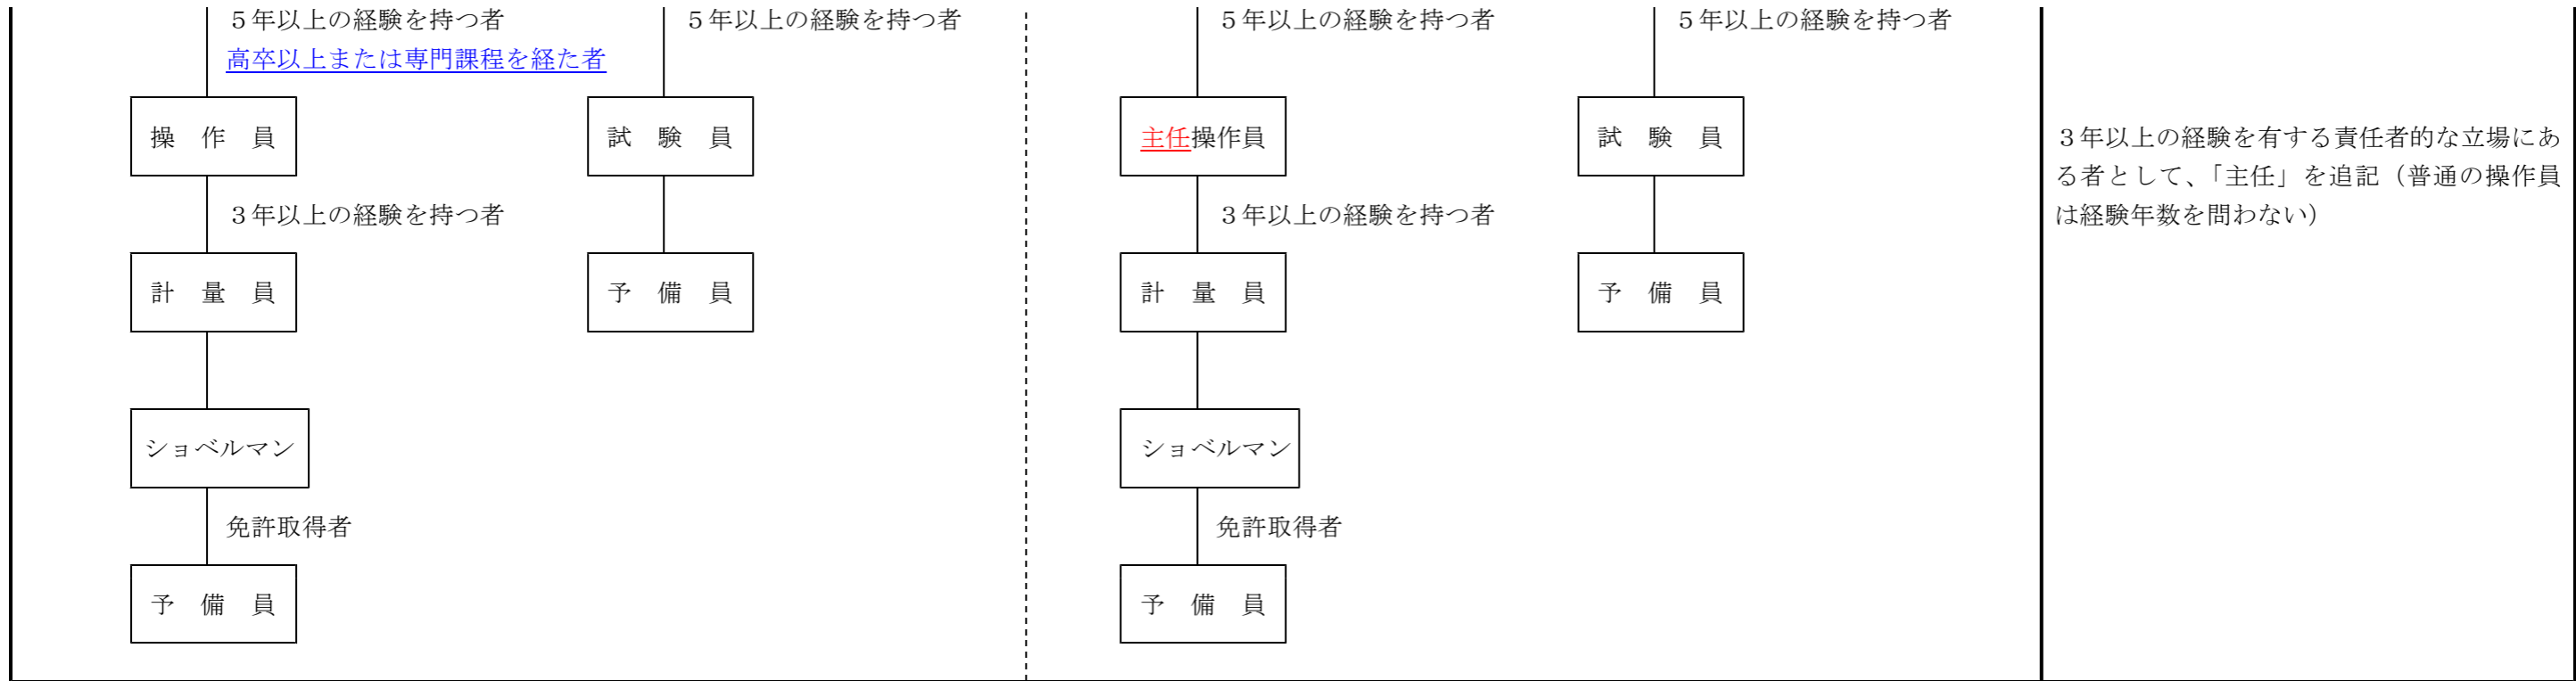 ５年以上の経験を持つ者
高卒以上または専門課程を経た者
５年以上の経験を持つ者
操　作　員
試　験　員
３年以上の経験を持つ者
計　量　員
予　備　員
ショベルマン
免許取得者
予　備　員
５年以上の経験を持つ者
５年以上の経験を持つ者
主任操作員
試　験　員
３年以上の経験を持つ者
計　量　員
予　備　員
ショベルマン
免許取得者
予　備　員
３年以上の経験を有する責任者的な立場にあ
る者として、「主任」を追記（普通の操作員
は経験年数を問わない）